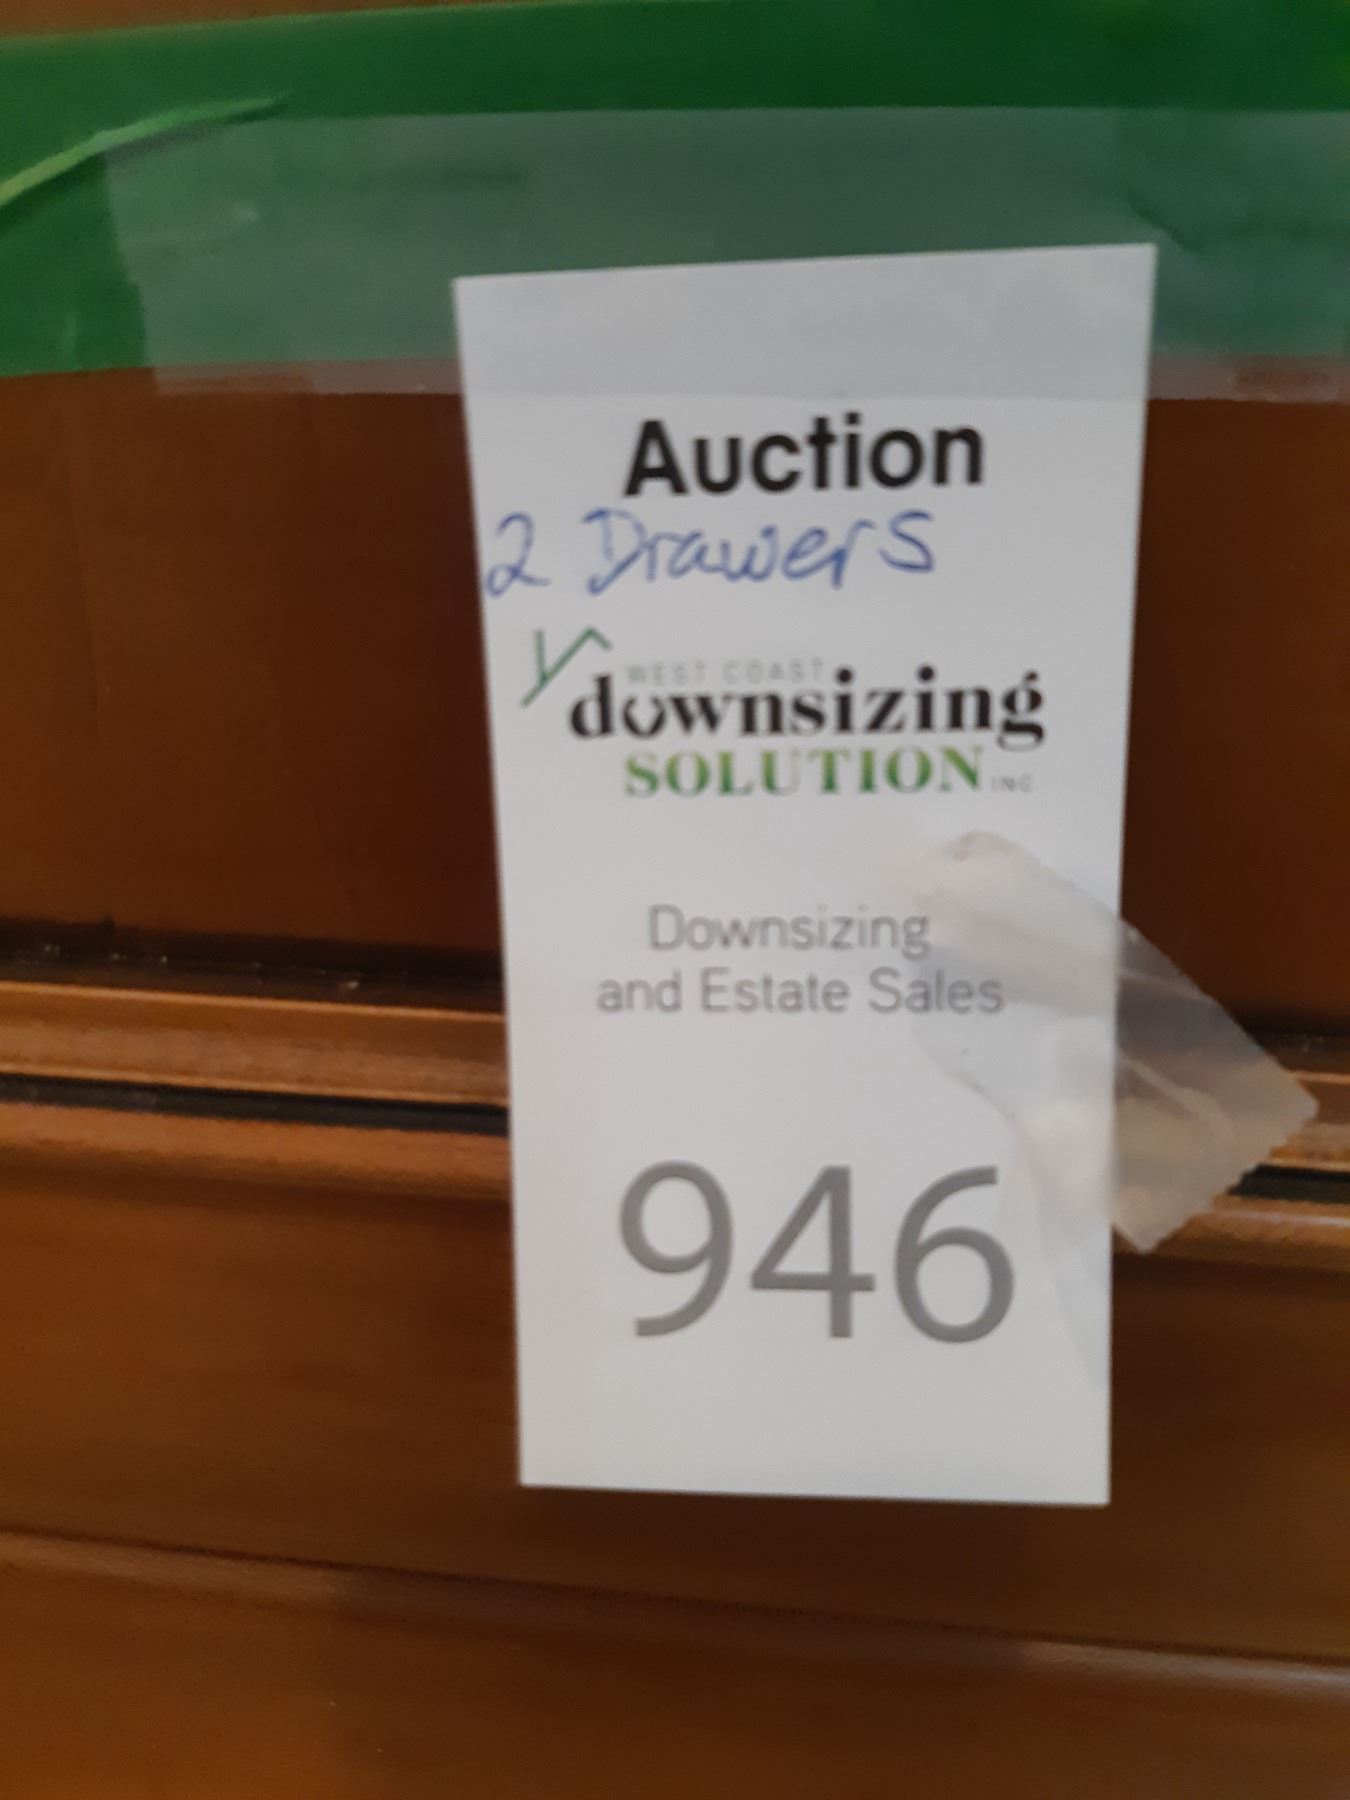 Auction
2 Drawers
WEST COAST
downsizing
SOLUTION INC
Downsizing
and Estate Sales
946